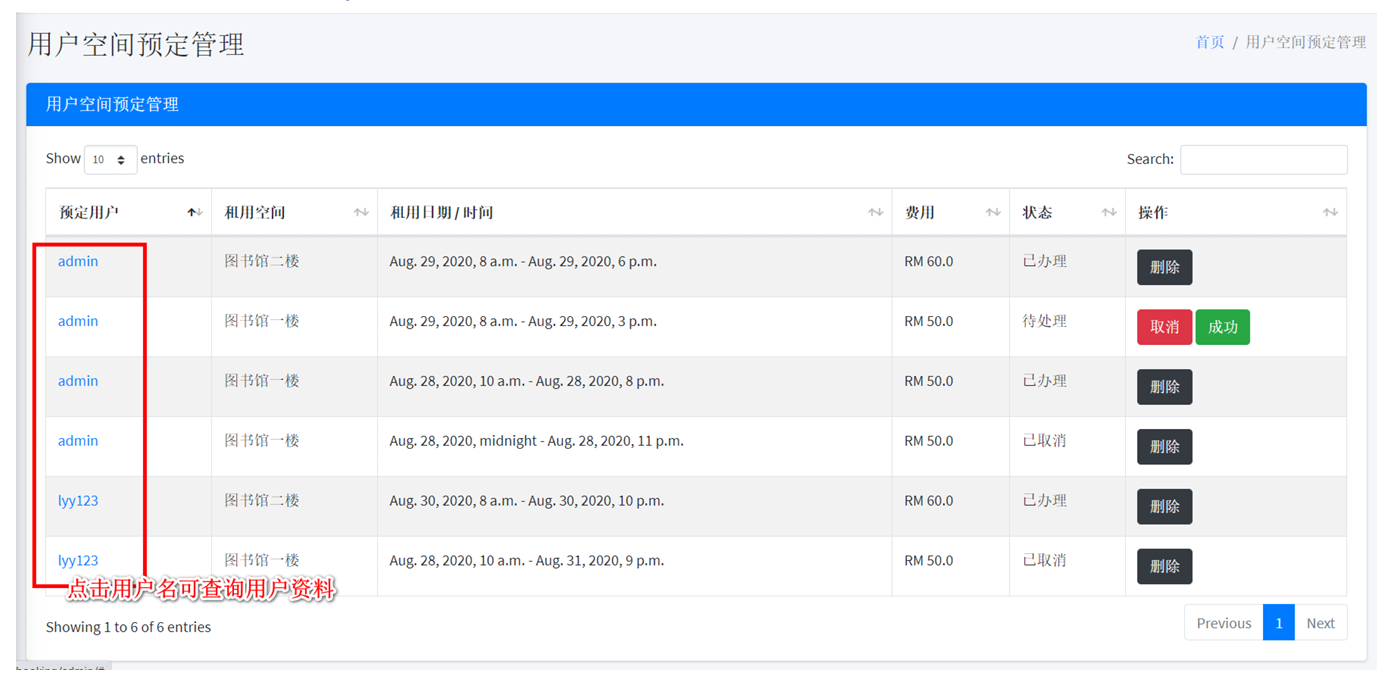 用户空间预定管理
首页 / 用户空间预定管理
用户空间预定管理
Show 10 entries
Search:
预定用户 租用空间 租用日期 / 时间 费用 状态 操作
admin 图书馆二楼 Aug. 29, 2020, 8 a.m. - Aug. 29, 2020, 6 p.m. RM 60.0 已办理 删除
admin 图书馆一楼 Aug. 29, 2020, 8 a.m. - Aug. 29, 2020, 3 p.m. RM 50.0 待处理 取消 成功
admin 图书馆一楼 Aug. 28, 2020, 10 a.m. - Aug. 28, 2020, 8 p.m. RM 50.0 已办理 删除
admin 图书馆一楼 Aug. 28, 2020, midnight - Aug. 28, 2020, 11 p.m. RM 50.0 已取消 删除
lyy123 图书馆二楼 Aug. 30, 2020, 8 a.m. - Aug. 30, 2020, 10 p.m. RM 60.0 已办理 删除
lyy123 图书馆一楼 Aug. 28, 2020, 10 a.m. - Aug. 31, 2020, 9 p.m. RM 50.0 已取消 删除
点击用户名可查询用户资料
Showing 1 to 6 of 6 entries
Previous 1 Next